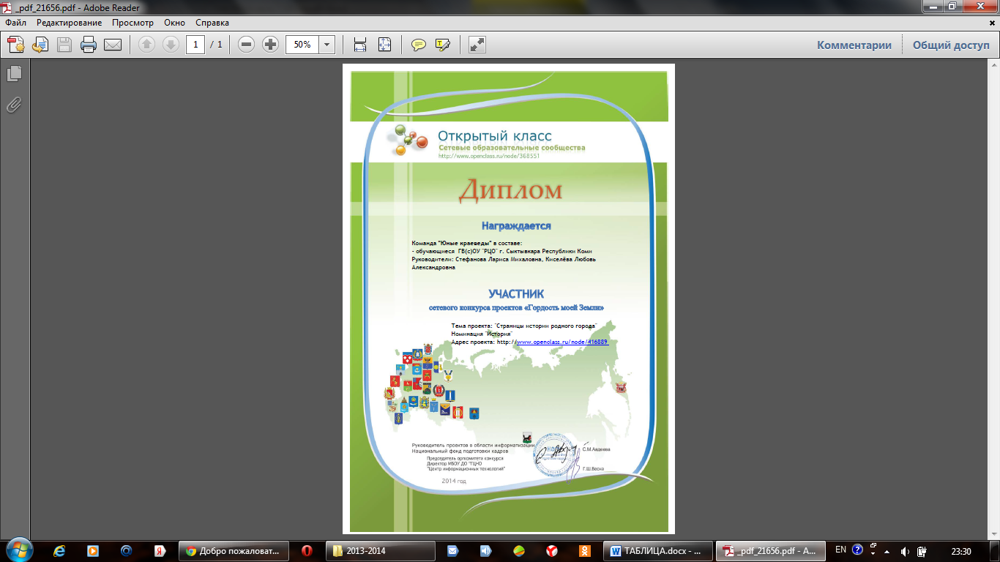 _pdf_21656.pdf - Adobe Reader
Файл Редактирование Просмотр Окно Справка
1 / 1 50% Комментарии Общий доступ
Открытый класс
Сетевые образовательные сообщества
http://www.openclass.ru/node/368551
Диплом
Награждается
Команда "Юные краеведы" в составе:
- обучающиеся ГВ(с)ОУ "РЦО" г. Сыктывкара Республики Коми
Руководители: Стефанова Лариса Михаловна, Киселёва Любовь
Александровна
УЧАСТНИК
сетевого конкурса проектов «Гордость моей Земли»
Тема проекта: "Страницы истории родного города"
Номинация "История"
Адрес проекта: http://www.openclass.ru/node/416889
Руководитель проектов в области информатизации
Национальный фонд подготовки кадров
С.М.Авдеева
Председатель оргкомитета конкурса
Директор МБОУ ДО "ГЦНО
"Центр информационных технологий"
Г.Ш.Весна
2014 год
Добро пожаловат... 2013-2014 ТАБЛИЦА.docx - ... _pdf_21656.pdf - A... EN 23:30